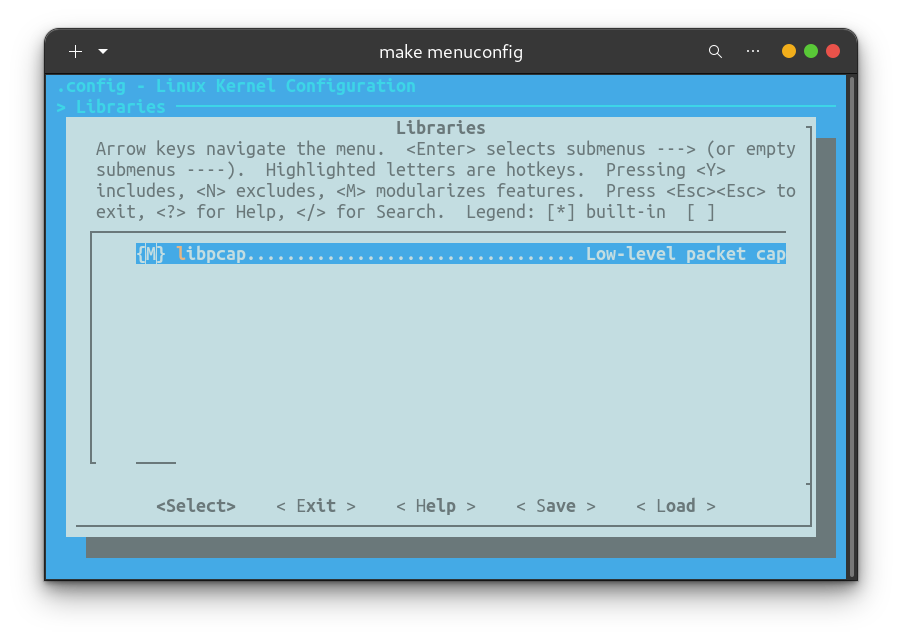 make menuconfig
.config - Linux Kernel Configuration
> Libraries
Libraries
Arrow keys navigate the menu.  <Enter> selects submenus ---> (or empty
submenus ----).  Highlighted letters are hotkeys.  Pressing <Y>
includes, <N> excludes, <M> modularizes features.  Press <Esc><Esc> to
exit, <?> for Help, </> for Search.  Legend: [*] built-in  [ ]
{M} libpcap................................. Low-level packet cap
<Select>    < Exit >    < Help >    < Save >    < Load >